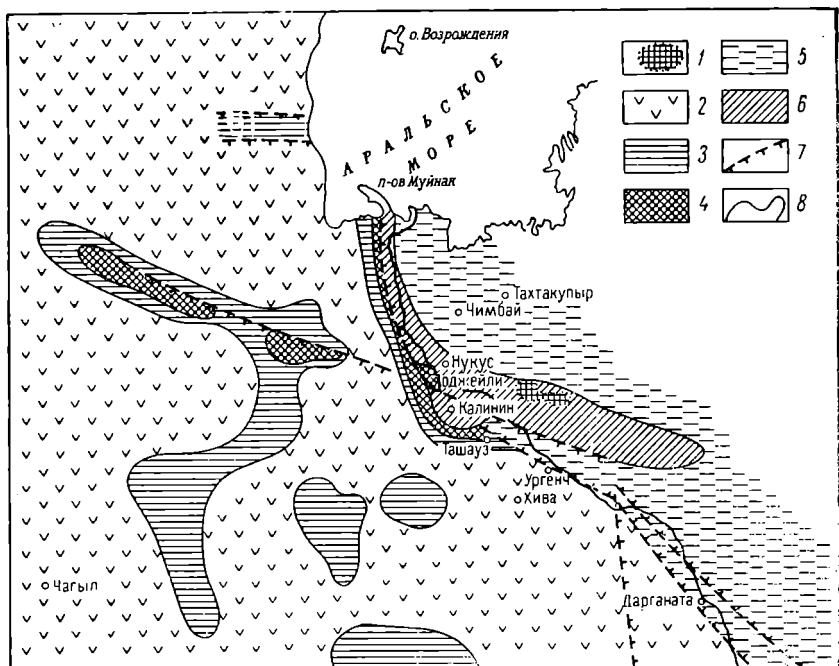 о. Возрождения
АРАЛЬСКОЕ
МОРЕ
п-ов Муйнак
1
5
2
6
3
7
4
8
Тахтакупыр
Чимбай
Нукус
Калинин
Ташауз
Ургенч
Хива
Чагыл
Дарганата